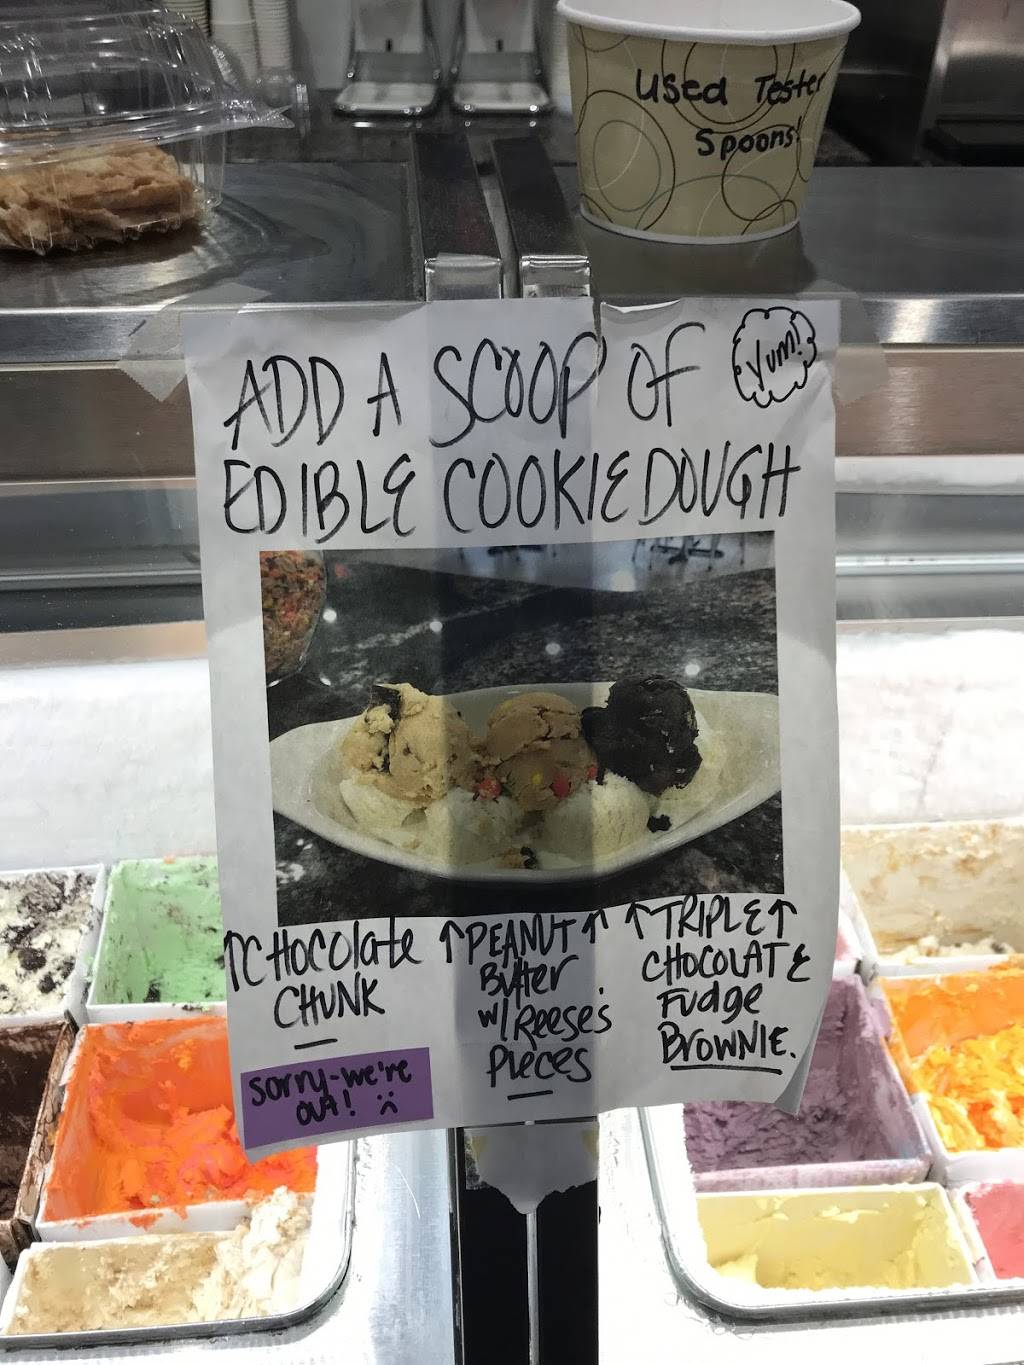 Used Tester
Spoons!
ADD A SCOOP OF
Yum!
EDIBLE COOKIE DOUGH
↑CHOCOLATE
CHUNK
↑PEANUT↑
Butter
w/ Reese's
Pieces
↑TRIPLE↑
CHOCOLATE
Fudge
BROWNIE.
Sorry-we're
OUT! :(